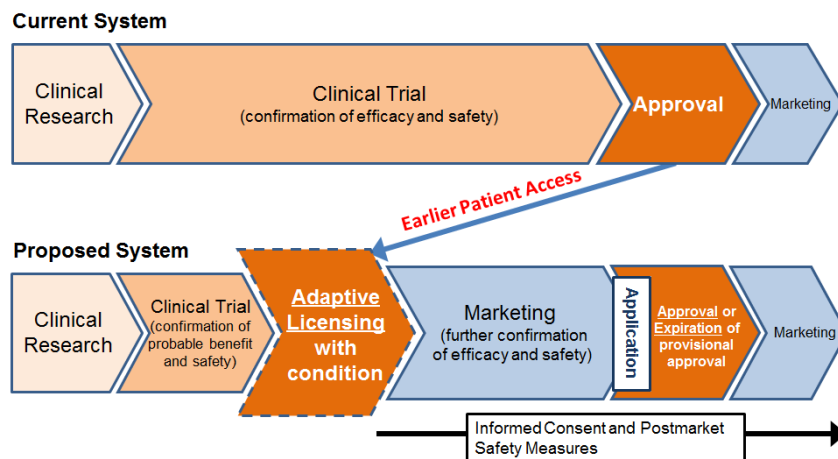 Current System
Clinical
Research
Clinical Trial
(confirmation of efficacy and safety)
Approval
Marketing
Earlier Patient Access
Proposed System
Clinical
Research
Clinical Trial
(confirmation of
probable benefit
and safety)
Adaptive
Licensing
with
condition
Marketing
(further confirmation
of efficacy and safety)
Application
Approval or
Expiration of
provisional
approval
Marketing
Informed Consent and Postmarket
Safety Measures